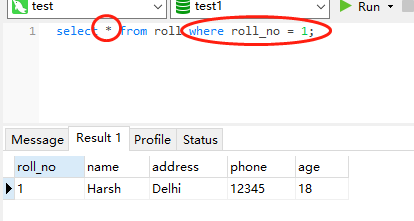 test test1 Run
1 select * from roll where roll_no = 1;
Message Result 1 Profile Status
roll_no name address phone age
1 Harsh Delhi 12345 18